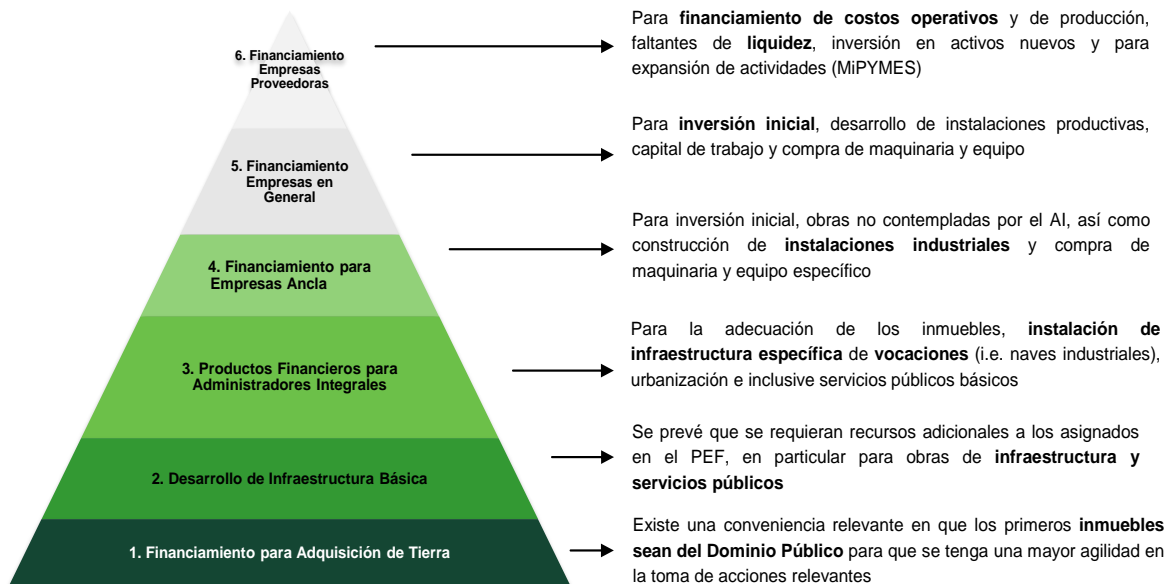 6. Financiamiento
Empresas
Proveedoras
Para financiamiento de costos operativos y de producción,
faltantes de liquidez, inversión en activos nuevos y para
expansión de actividades (MiPYMES)
5. Financiamiento
Empresas en
General
Para inversión inicial, desarrollo de instalaciones productivas,
capital de trabajo y compra de maquinaria y equipo
4. Financiamiento para
Empresas Ancla
Para inversión inicial, obras no contempladas por el AI, así como
construcción de instalaciones industriales y compra de
maquinaria y equipo específico
3. Productos Financieros para
Administradores Integrales
Para la adecuación de los inmuebles, instalación de
infraestructura específica de vocaciones (i.e. naves industriales),
urbanización e inclusive servicios públicos básicos
2. Desarrollo de Infraestructura Básica
Se prevé que se requieran recursos adicionales a los asignados
en el PEF, en particular para obras de infraestructura y
servicios públicos
1. Financiamiento para Adquisición de Tierra
Existe una conveniencia relevante en que los primeros inmuebles
sean del Dominio Público para que se tenga una mayor agilidad en
la toma de acciones relevantes